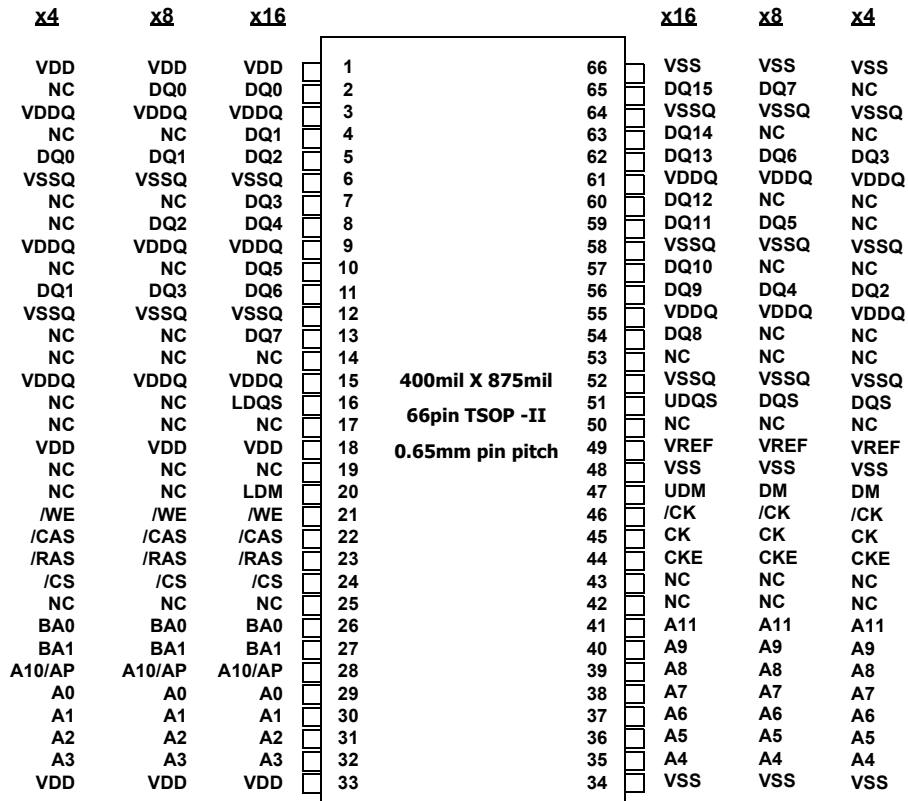 x4 x8 x16 x16 x8 x4
VDD VDD VDD 1 66 VSS VSS VSS
NC DQ0 DQ0 2 65 DQ15 DQ7 NC
VDDQ VDDQ VDDQ 3 64 VSSQ VSSQ VSSQ
NC NC DQ1 4 63 DQ14 NC NC
DQ0 DQ1 DQ2 5 62 DQ13 DQ6 DQ3
VSSQ VSSQ VSSQ 6 61 VDDQ VDDQ VDDQ
NC NC DQ3 7 60 DQ12 NC NC
NC DQ2 DQ4 8 59 DQ11 DQ5 NC
VDDQ VDDQ VDDQ 9 58 VSSQ VSSQ VSSQ
NC NC DQ5 10 57 DQ10 NC NC
DQ1 DQ3 DQ6 11 56 DQ9 DQ4 DQ2
VSSQ VSSQ VSSQ 12 55 VDDQ VDDQ VDDQ
NC NC DQ7 13 54 DQ8 NC NC
NC NC NC 14 53 NC NC NC
VDDQ VDDQ VDDQ 15 400mil X 875mil 52 VSSQ VSSQ VSSQ
NC NC LDQS 16 66pin TSOP -II 51 UDQS DQS DQS
NC NC NC 17 50 NC NC NC
VDD VDD VDD 18 0.65mm pin pitch 49 VREF VREF VREF
NC NC NC 19 48 VSS VSS VSS
NC NC LDM 20 47 UDM DM DM
/WE /WE /WE 21 46 /CK /CK /CK
/CAS /CAS /CAS 22 45 CK CK CK
/RAS /RAS /RAS 23 44 CKE CKE CKE
/CS /CS /CS 24 43 NC NC NC
NC NC NC 25 42 NC NC NC
BA0 BA0 BA0 26 41 A11 A11 A11
BA1 BA1 BA1 27 40 A9 A9 A9
A10/AP A10/AP A10/AP 28 39 A8 A8 A8
A0 A0 A0 29 38 A7 A7 A7
A1 A1 A1 30 37 A6 A6 A6
A2 A2 A2 31 36 A5 A5 A5
A3 A3 A3 32 35 A4 A4 A4
VDD VDD VDD 33 34 VSS VSS VSS